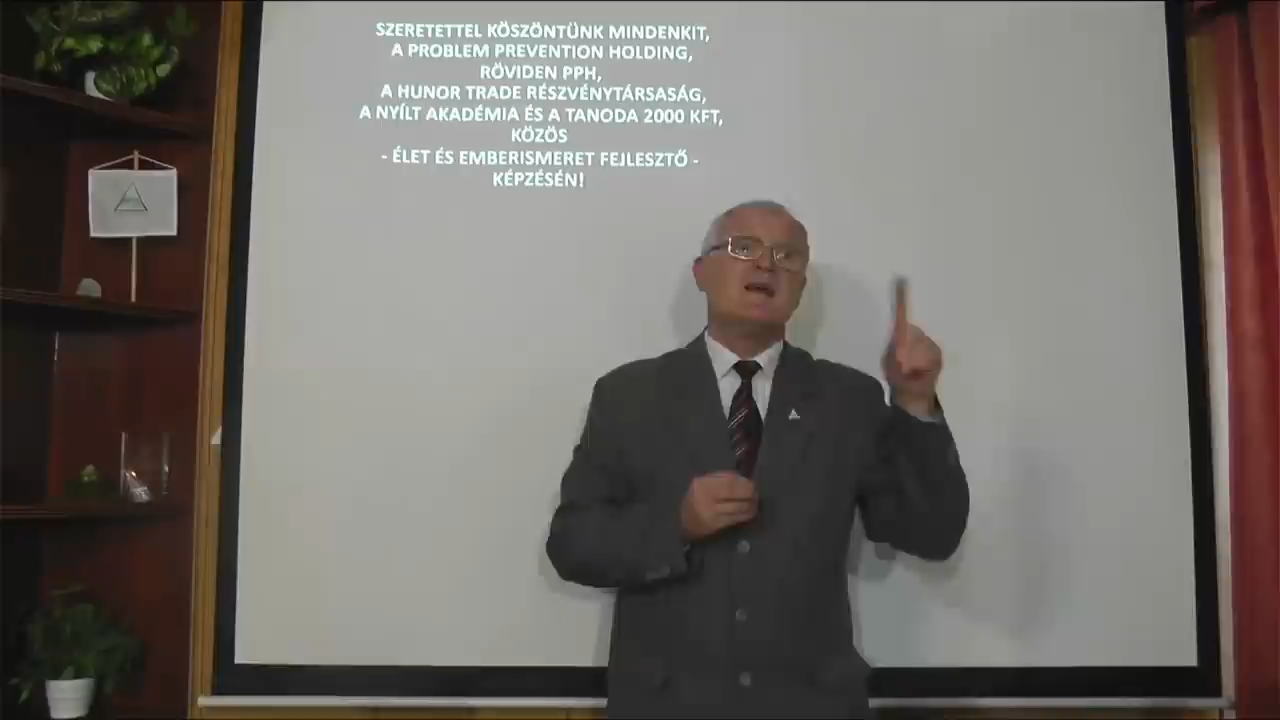 SZERETETTEL KÖSZÖNTÜNK MINDENKIT,
A PROBLEM PREVENTION HOLDING,
RÖVIDEN PPH,
A HUNOR TRADE RÉSZVÉNYTÁRSASÁG,
A NYÍLT AKADÉMIA ÉS A TANODA 2000 KFT,
KÖZÖS
- ÉLET ÉS EMBERISMERET FEJLESZTŐ -
KÉPZÉSÉN!